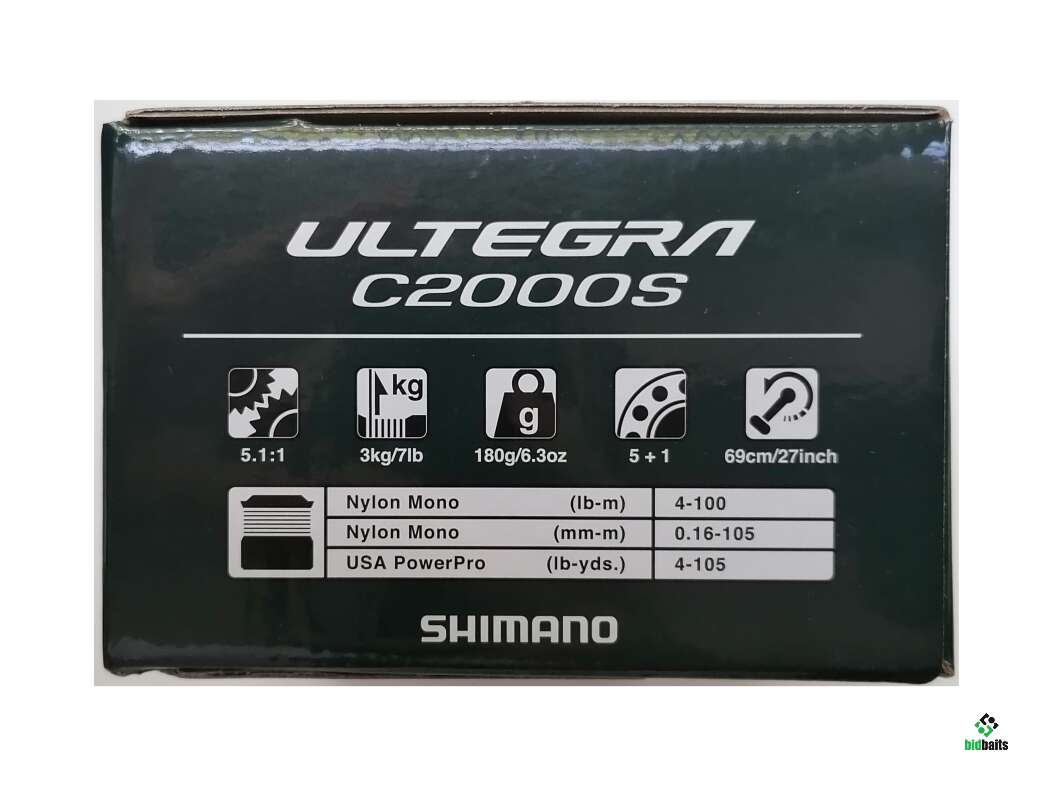 ULTEGRA
C2000S
kg
g
5.1:1 3kg/7lb 180g/6.3oz 5 + 1 69cm/27inch
Nylon Mono (lb-m) 4-100
Nylon Mono (mm-m) 0.16-105
USA PowerPro (lb-yds.) 4-105
SHIMANO
bidbaits